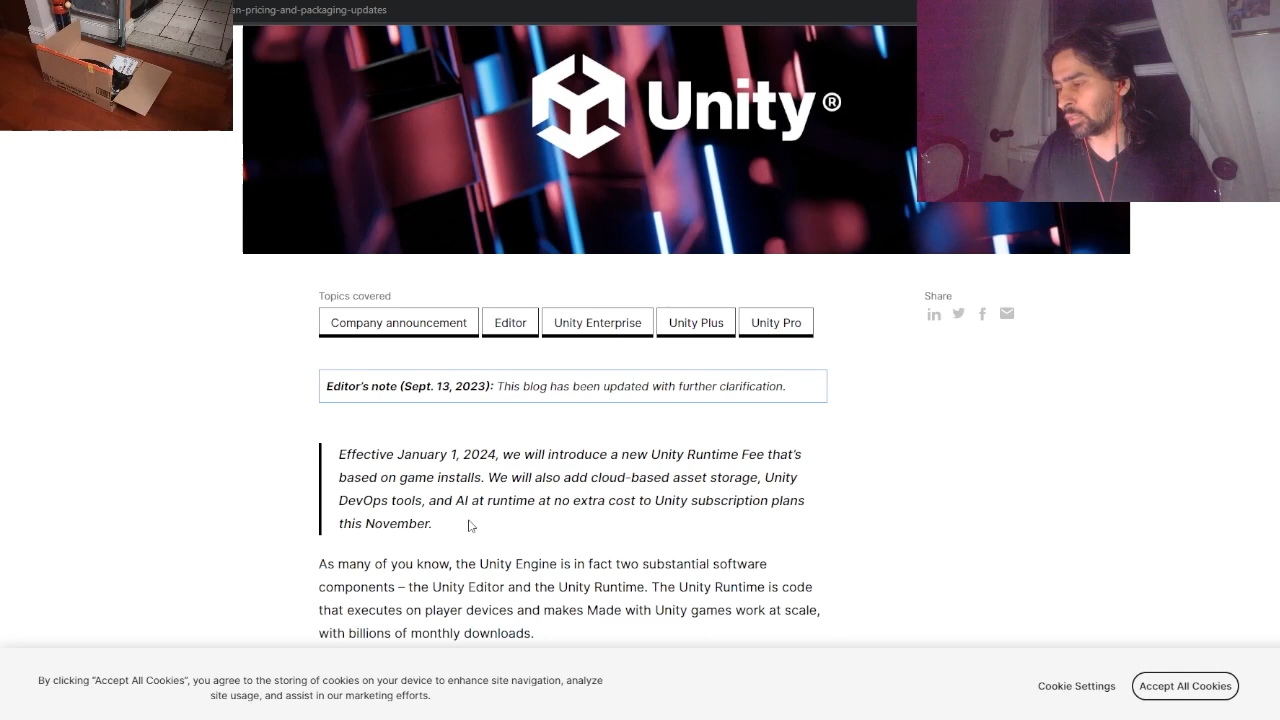 an-pricing-and-packaging-updates
Unity®
Topics covered
Share
Company announcement
Editor
Unity Enterprise
Unity Plus
Unity Pro
Editor's note (Sept. 13, 2023): This blog has been updated with further clarification.
Effective January 1, 2024, we will introduce a new Unity Runtime Fee that's
based on game installs. We will also add cloud-based asset storage, Unity
DevOps tools, and AI at runtime at no extra cost to Unity subscription plans
this November.
As many of you know, the Unity Engine is in fact two substantial software
components – the Unity Editor and the Unity Runtime. The Unity Runtime is code
that executes on player devices and makes Made with Unity games work at scale,
with billions of monthly downloads.
By clicking “Accept All Cookies”, you agree to the storing of cookies on your device to enhance site navigation, analyze
site usage, and assist in our marketing efforts.
Cookie Settings
Accept All Cookies